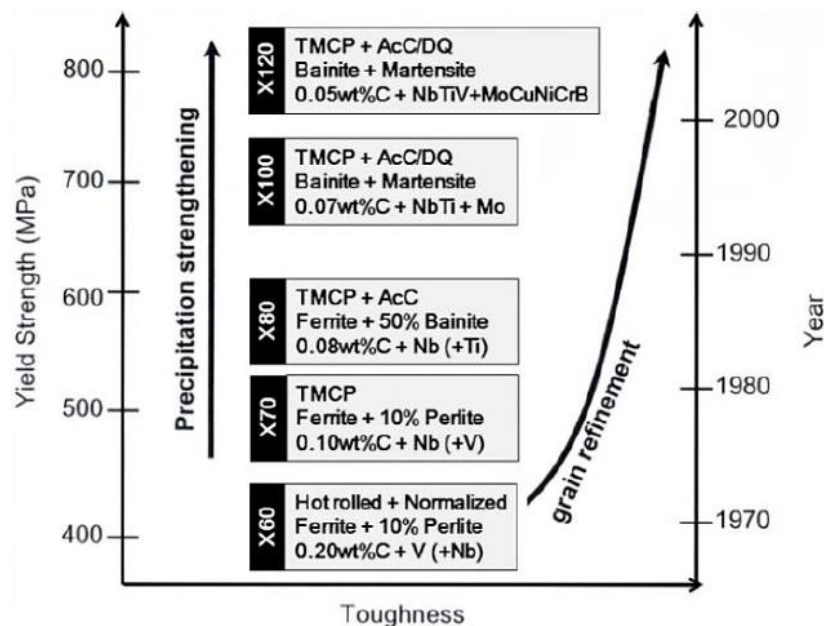 Yield Strength (MPa)
800
700
600
500
400
Precipitation strengthening
X120
TMCP + AcC/DQ
Bainite + Martensite
0.05wt%C + NbTiV+MoCuNiCrB
X100
TMCP + AcC/DQ
Bainite + Martensite
0.07wt%C + NbTi + Mo
X80
TMCP + AcC
Ferrite + 50% Bainite
0.08wt%C + Nb (+Ti)
X70
TMCP
Ferrite + 10% Perlite
0.10wt%C + Nb (+V)
X60
Hot rolled + Normalized
Ferrite + 10% Perlite
0.20wt%C + V (+Nb)
grain refinement
2000
1990
1980
1970
Year
Toughness